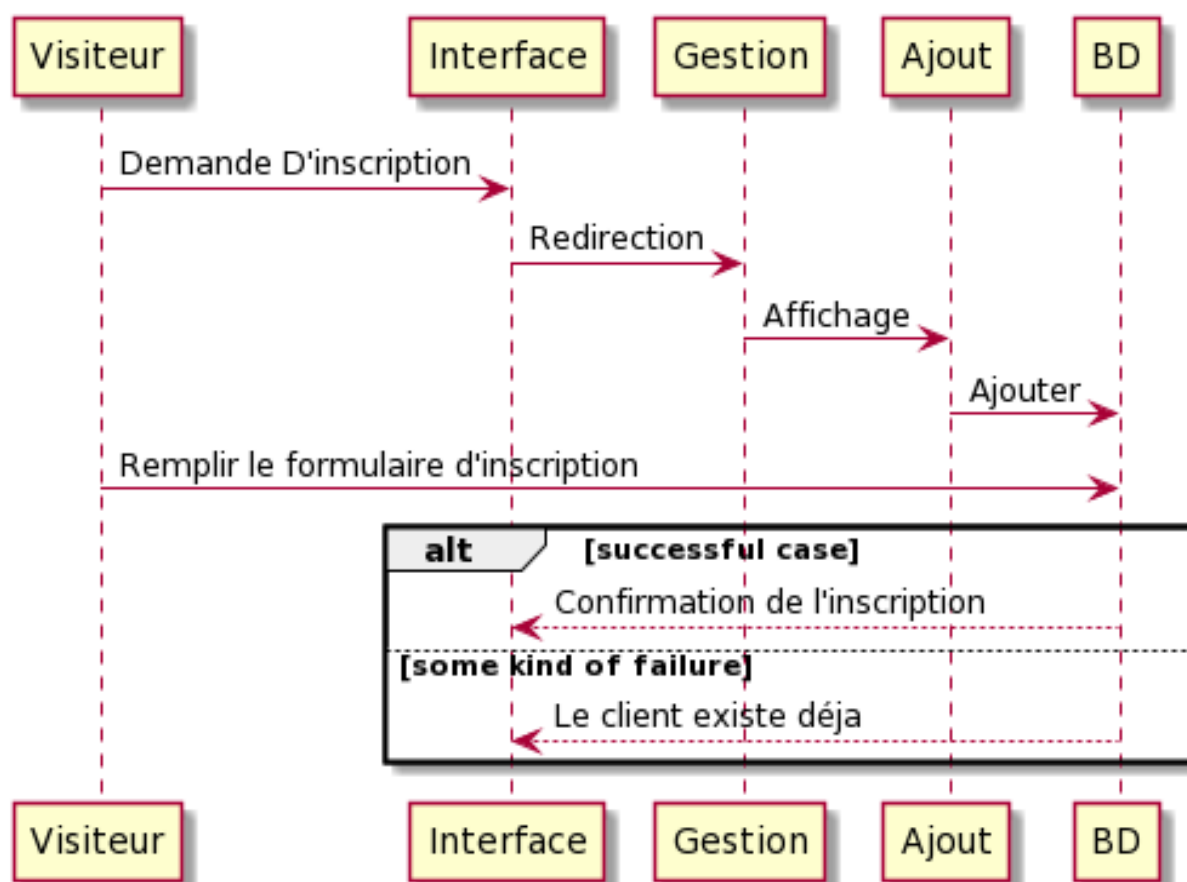 Visiteur Interface Gestion Ajout BD
Demande D'inscription
Redirection
Affichage
Ajouter
Remplir le formulaire d'inscription
alt [successful case]
Confirmation de l'inscription
[some kind of failure]
Le client existe déja
Visiteur Interface Gestion Ajout BD